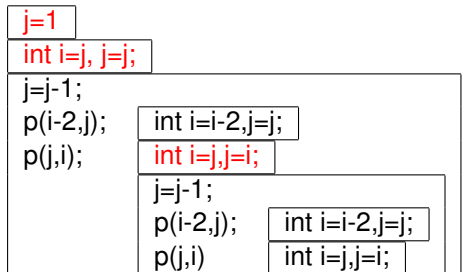 j=1
int i=j, j=j;
j=j-1;
p(i-2,j); int i=i-2,j=j;
p(j,i); int i=j,j=i;
j=j-1;
p(i-2,j); int i=i-2,j=j;
p(j,i) int i=j,j=i;